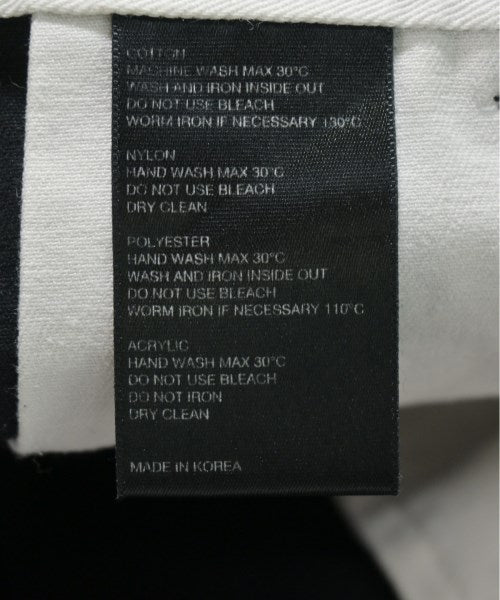 COTTON
MACHINE WASH MAX 30°C
WASH AND IRON INSIDE OUT
DO NOT USE BLEACH
WORM IRON IF NECESSARY 130°C
NYLON
HAND WASH MAX 30°C
DO NOT USE BLEACH
DRY CLEAN
POLYESTER
HAND WASH MAX 30°C
WASH AND IRON INSIDE OUT
DO NOT USE BLEACH
WORM IRON IF NECESSARY 110°C
ACRYLIC
HAND WASH MAX 30°C
DO NOT USE BLEACH
DO NOT IRON
DRY CLEAN
MADE IN KOREA